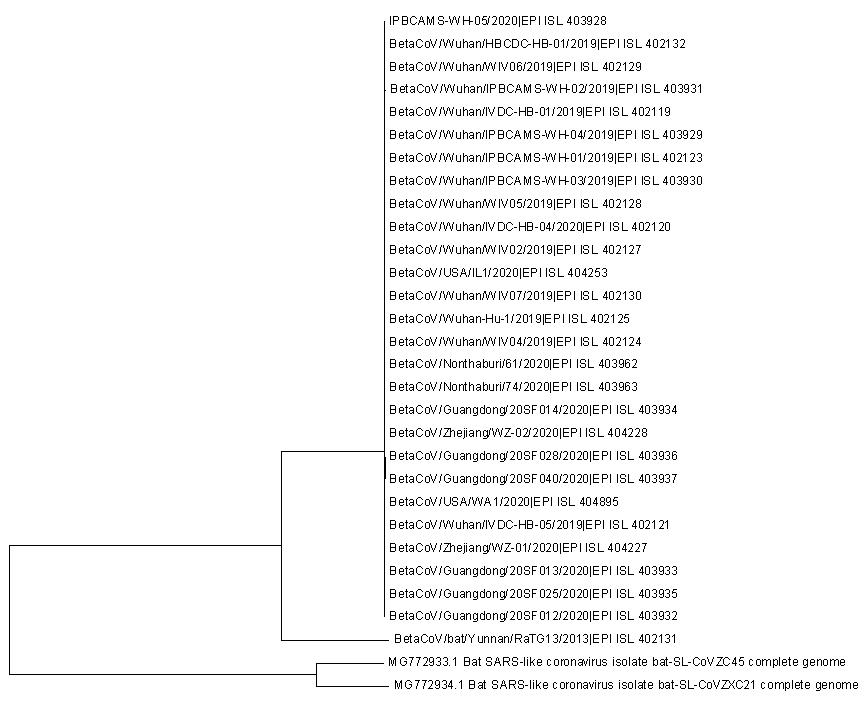 IPBCAMS-WH-05/2020|EPI ISL 403928
BetaCoV/Wuhan/HBCDC-HB-01/2019|EPI ISL 402132
BetaCoV/Wuhan/WIV06/2019|EPI ISL 402129
BetaCoV/Wuhan/IPBCAMS-WH-02/2019|EPI ISL 403931
BetaCoV/Wuhan/IVDC-HB-01/2019|EPI ISL 402119
BetaCoV/Wuhan/IPBCAMS-WH-04/2019|EPI ISL 403929
BetaCoV/Wuhan/IPBCAMS-WH-01/2019|EPI ISL 402123
BetaCoV/Wuhan/IPBCAMS-WH-03/2019|EPI ISL 403930
BetaCoV/Wuhan/WIV05/2019|EPI ISL 402128
BetaCoV/Wuhan/IVDC-HB-04/2020|EPI ISL 402120
BetaCoV/Wuhan/WIV02/2019|EPI ISL 402127
BetaCoV/USA/IL1/2020|EPI ISL 404253
BetaCoV/Wuhan/WIV07/2019|EPI ISL 402130
BetaCoV/Wuhan-Hu-1/2019|EPI ISL 402125
BetaCoV/Wuhan/WIV04/2019|EPI ISL 402124
BetaCoV/Nonthaburi/61/2020|EPI ISL 403962
BetaCoV/Nonthaburi/74/2020|EPI ISL 403963
BetaCoV/Guangdong/20SF014/2020|EPI ISL 403934
BetaCoV/Zhejiang/WZ-02/2020|EPI ISL 404228
BetaCoV/Guangdong/20SF028/2020|EPI ISL 403936
BetaCoV/Guangdong/20SF040/2020|EPI ISL 403937
BetaCoV/USA/WA1/2020|EPI ISL 404895
BetaCoV/Wuhan/IVDC-HB-05/2019|EPI ISL 402121
BetaCoV/Zhejiang/WZ-01/2020|EPI ISL 404227
BetaCoV/Guangdong/20SF013/2020|EPI ISL 403933
BetaCoV/Guangdong/20SF025/2020|EPI ISL 403935
BetaCoV/Guangdong/20SF012/2020|EPI ISL 403932
BetaCoV/bat/Yunnan/RaTG13/2013|EPI ISL 402131
MG772933.1 Bat SARS-like coronavirus isolate bat-SL-CoVZC45 complete genome
MG772934.1 Bat SARS-like coronavirus isolate bat-SL-CoVZXC21 complete genome